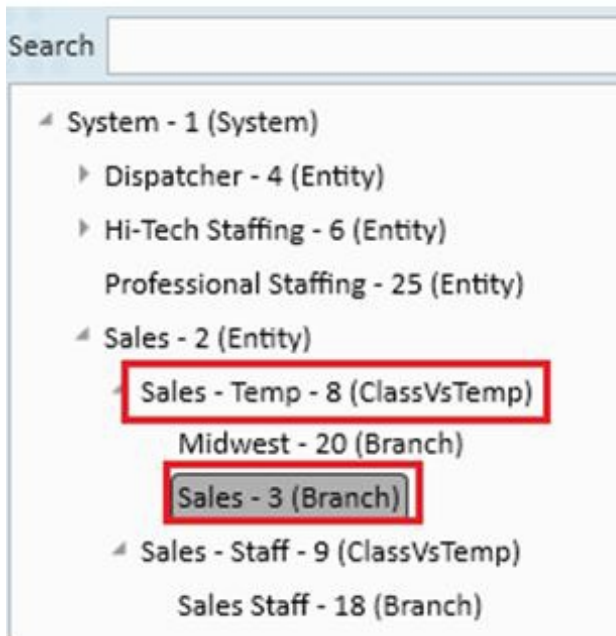 Search
System - 1 (System)
Dispatcher - 4 (Entity)
Hi-Tech Staffing - 6 (Entity)
Professional Staffing - 25 (Entity)
Sales - 2 (Entity)
Sales - Temp - 8 (ClassVsTemp)
Midwest - 20 (Branch)
Sales - 3 (Branch)
Sales - Staff - 9 (ClassVsTemp)
Sales Staff - 18 (Branch)